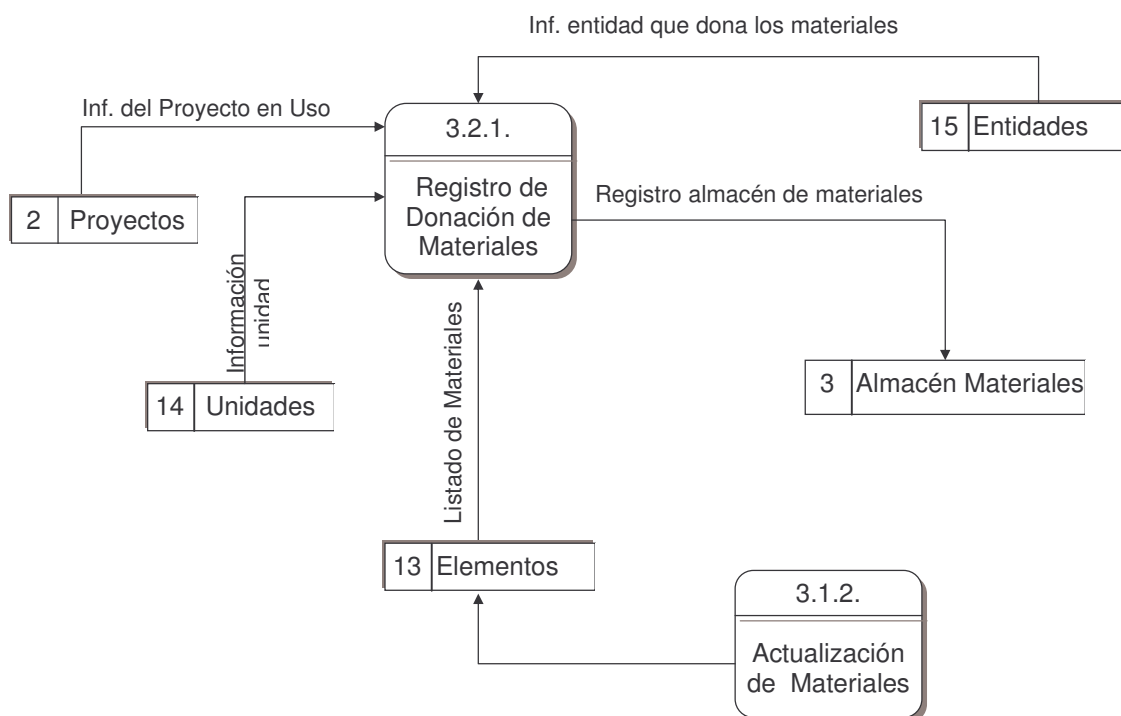 Inf. entidad que dona los materiales
Inf. del Proyecto en Uso
3.2.1.
15 Entidades
Registro de
Donación de
Materiales
Registro almacén de materiales
2 Proyectos
Información
unidad
14 Unidades
Listado de Materiales
3 Almacén Materiales
13 Elementos
3.1.2.
Actualización
de Materiales